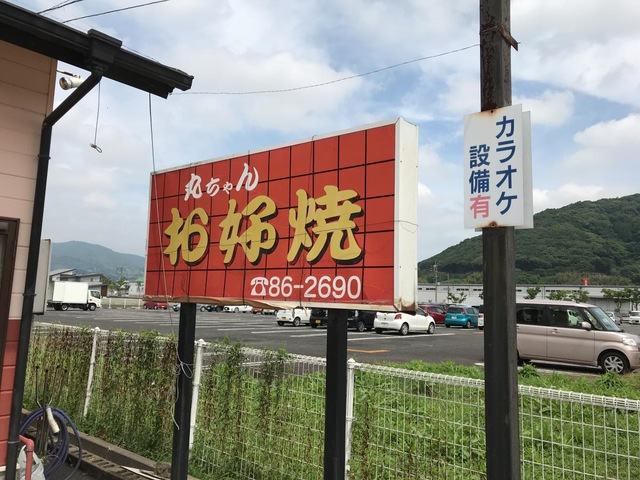 丸ちゃん
お好焼
☎86-2690
カラオケ
設備有